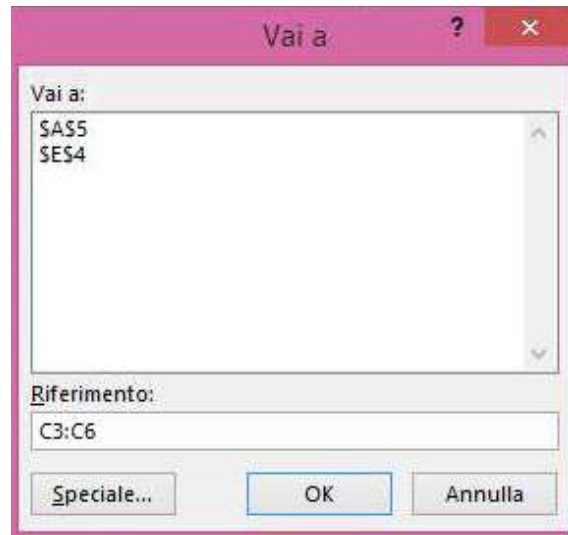 Vai a ?
Vai a:
$A$5
$E$4
Riferimento:
C3:C6
Speciale... OK Annulla